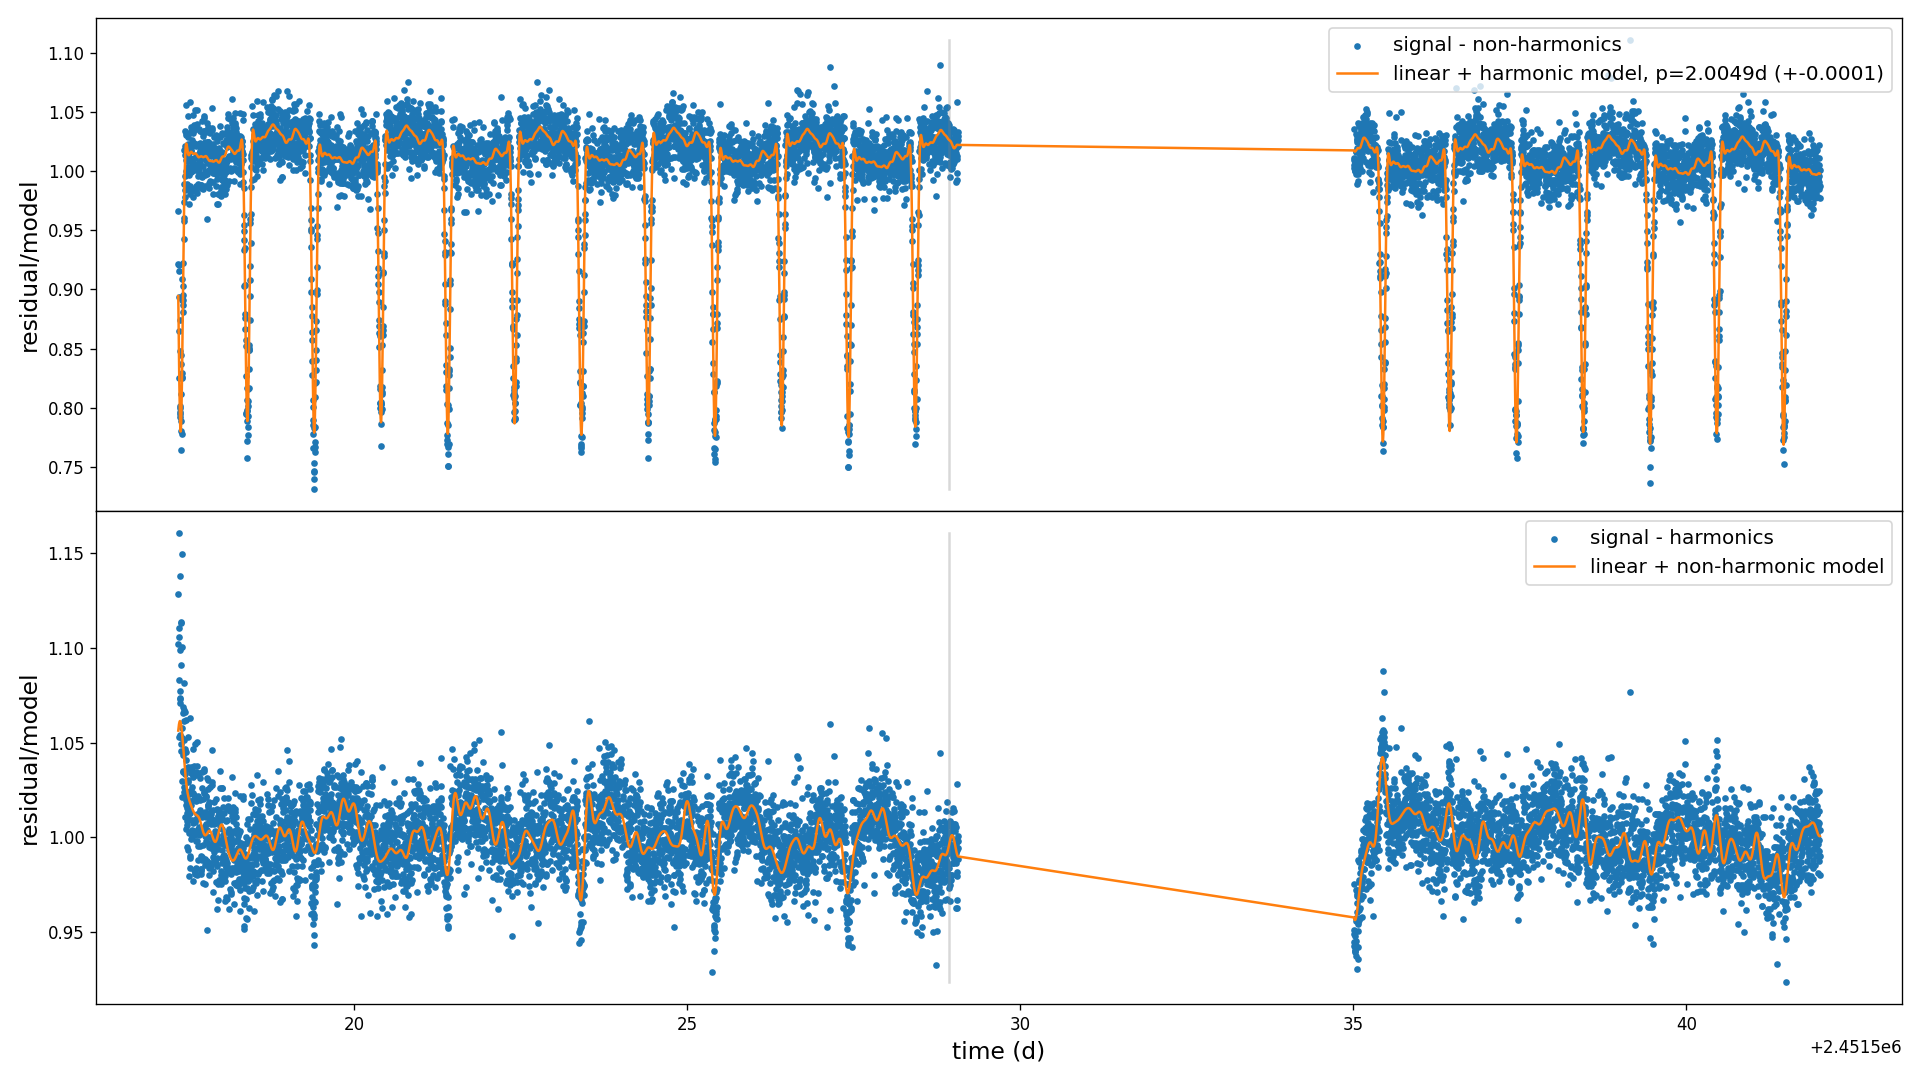 signal - non-harmonics
linear + harmonic model, p=2.0049d (+-0.0001)
1.10
1.05
1.00
0.95
0.90
0.85
0.80
0.75
residual/model
signal - harmonics
linear + non-harmonic model
1.15
1.10
1.05
1.00
0.95
residual/model
20
25
30
35
40
time (d)
+2.4515e6